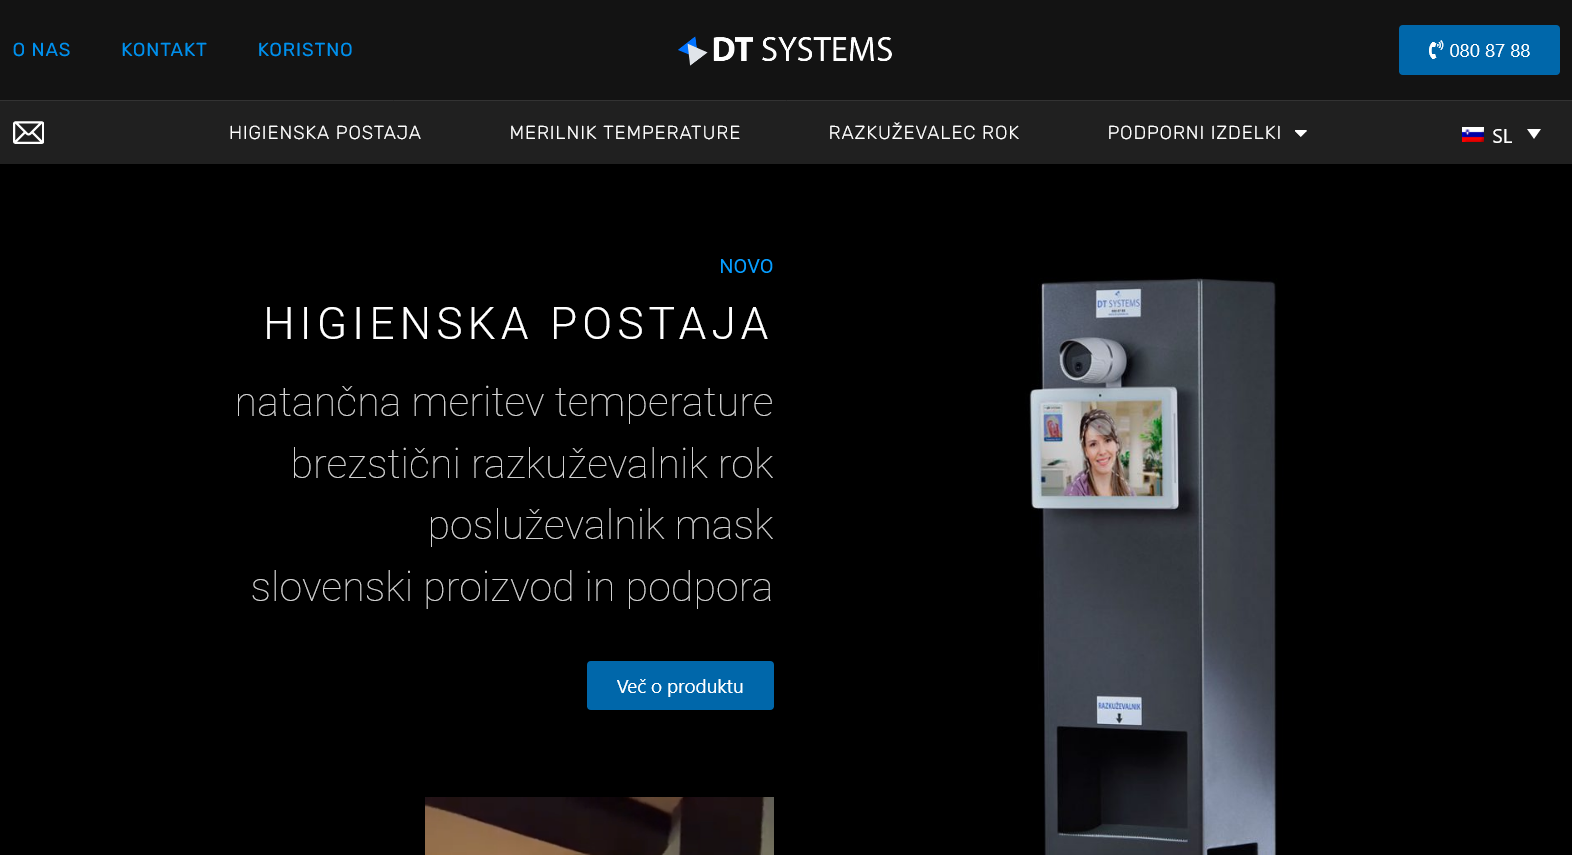 O NAS
KONTAKT
KORISTNO
DT SYSTEMS
080 87 88
HIGIENSKA POSTAJA
MERILNIK TEMPERATURE
RAZKUŽEVALEC ROK
PODPORNI IZDELKI
SL
NOVO
HIGIENSKA POSTAJA
natančna meritev temperature
brezstični razkuževalnik rok
posluževalnik mask
slovenski proizvod in podpora
Več o produktu
DT SYSTEMS
RAZKUŽEVALNIK